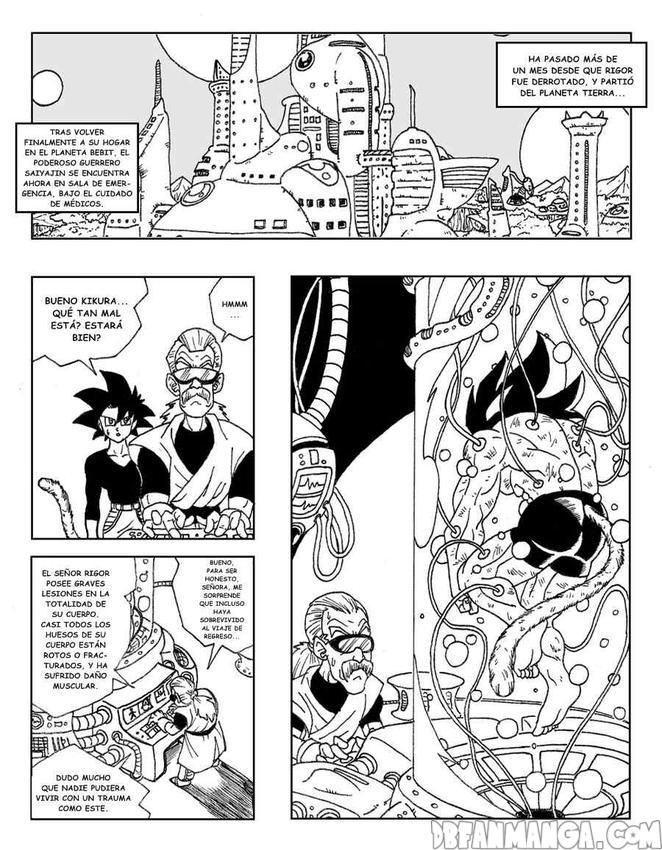 HA PASADO MÁS DE
UN MES DESDE QUE RIGOR
FUE DERROTADO, Y PARTIÓ
DEL PLANETA TIERRA...
TRAS VOLVER
FINALMENTE A SU HOGAR
EN EL PLANETA BEBIT, EL
PODEROSO GUERRERO
SAIYAJIN SE ENCUENTRA
AHORA EN SALA DE EMER-
GENCIA, BAJO EL CUIDADO
DE MÉDICOS.
BUENO KIKURA...
QUÉ TAN MAL
ESTÁ? ESTARÁ
BIEN?
HMMM
...
BUENO,
PARA SER
HONESTO,
SEÑORA, ME
SORPRENDE
QUE INCLUSO
HAYA
SOBREVIVIDO
AL VIAJE DE
REGRESO...
EL SEÑOR RIGOR
POSEE GRAVES
LESIONES EN LA
TOTALIDAD DE
SU CUERPO.
CASI TODOS LOS
HUESOS DE SU
CUERPO ESTÁN
ROTOS O FRAC-
TURADOS, Y HA
SUFRIDO DAÑO
MUSCULAR.
DUDO MUCHO
QUE NADIE PUDIERA
VIVIR CON UN TRAUMA
COMO ESTE.
DBFANMANGA.COM